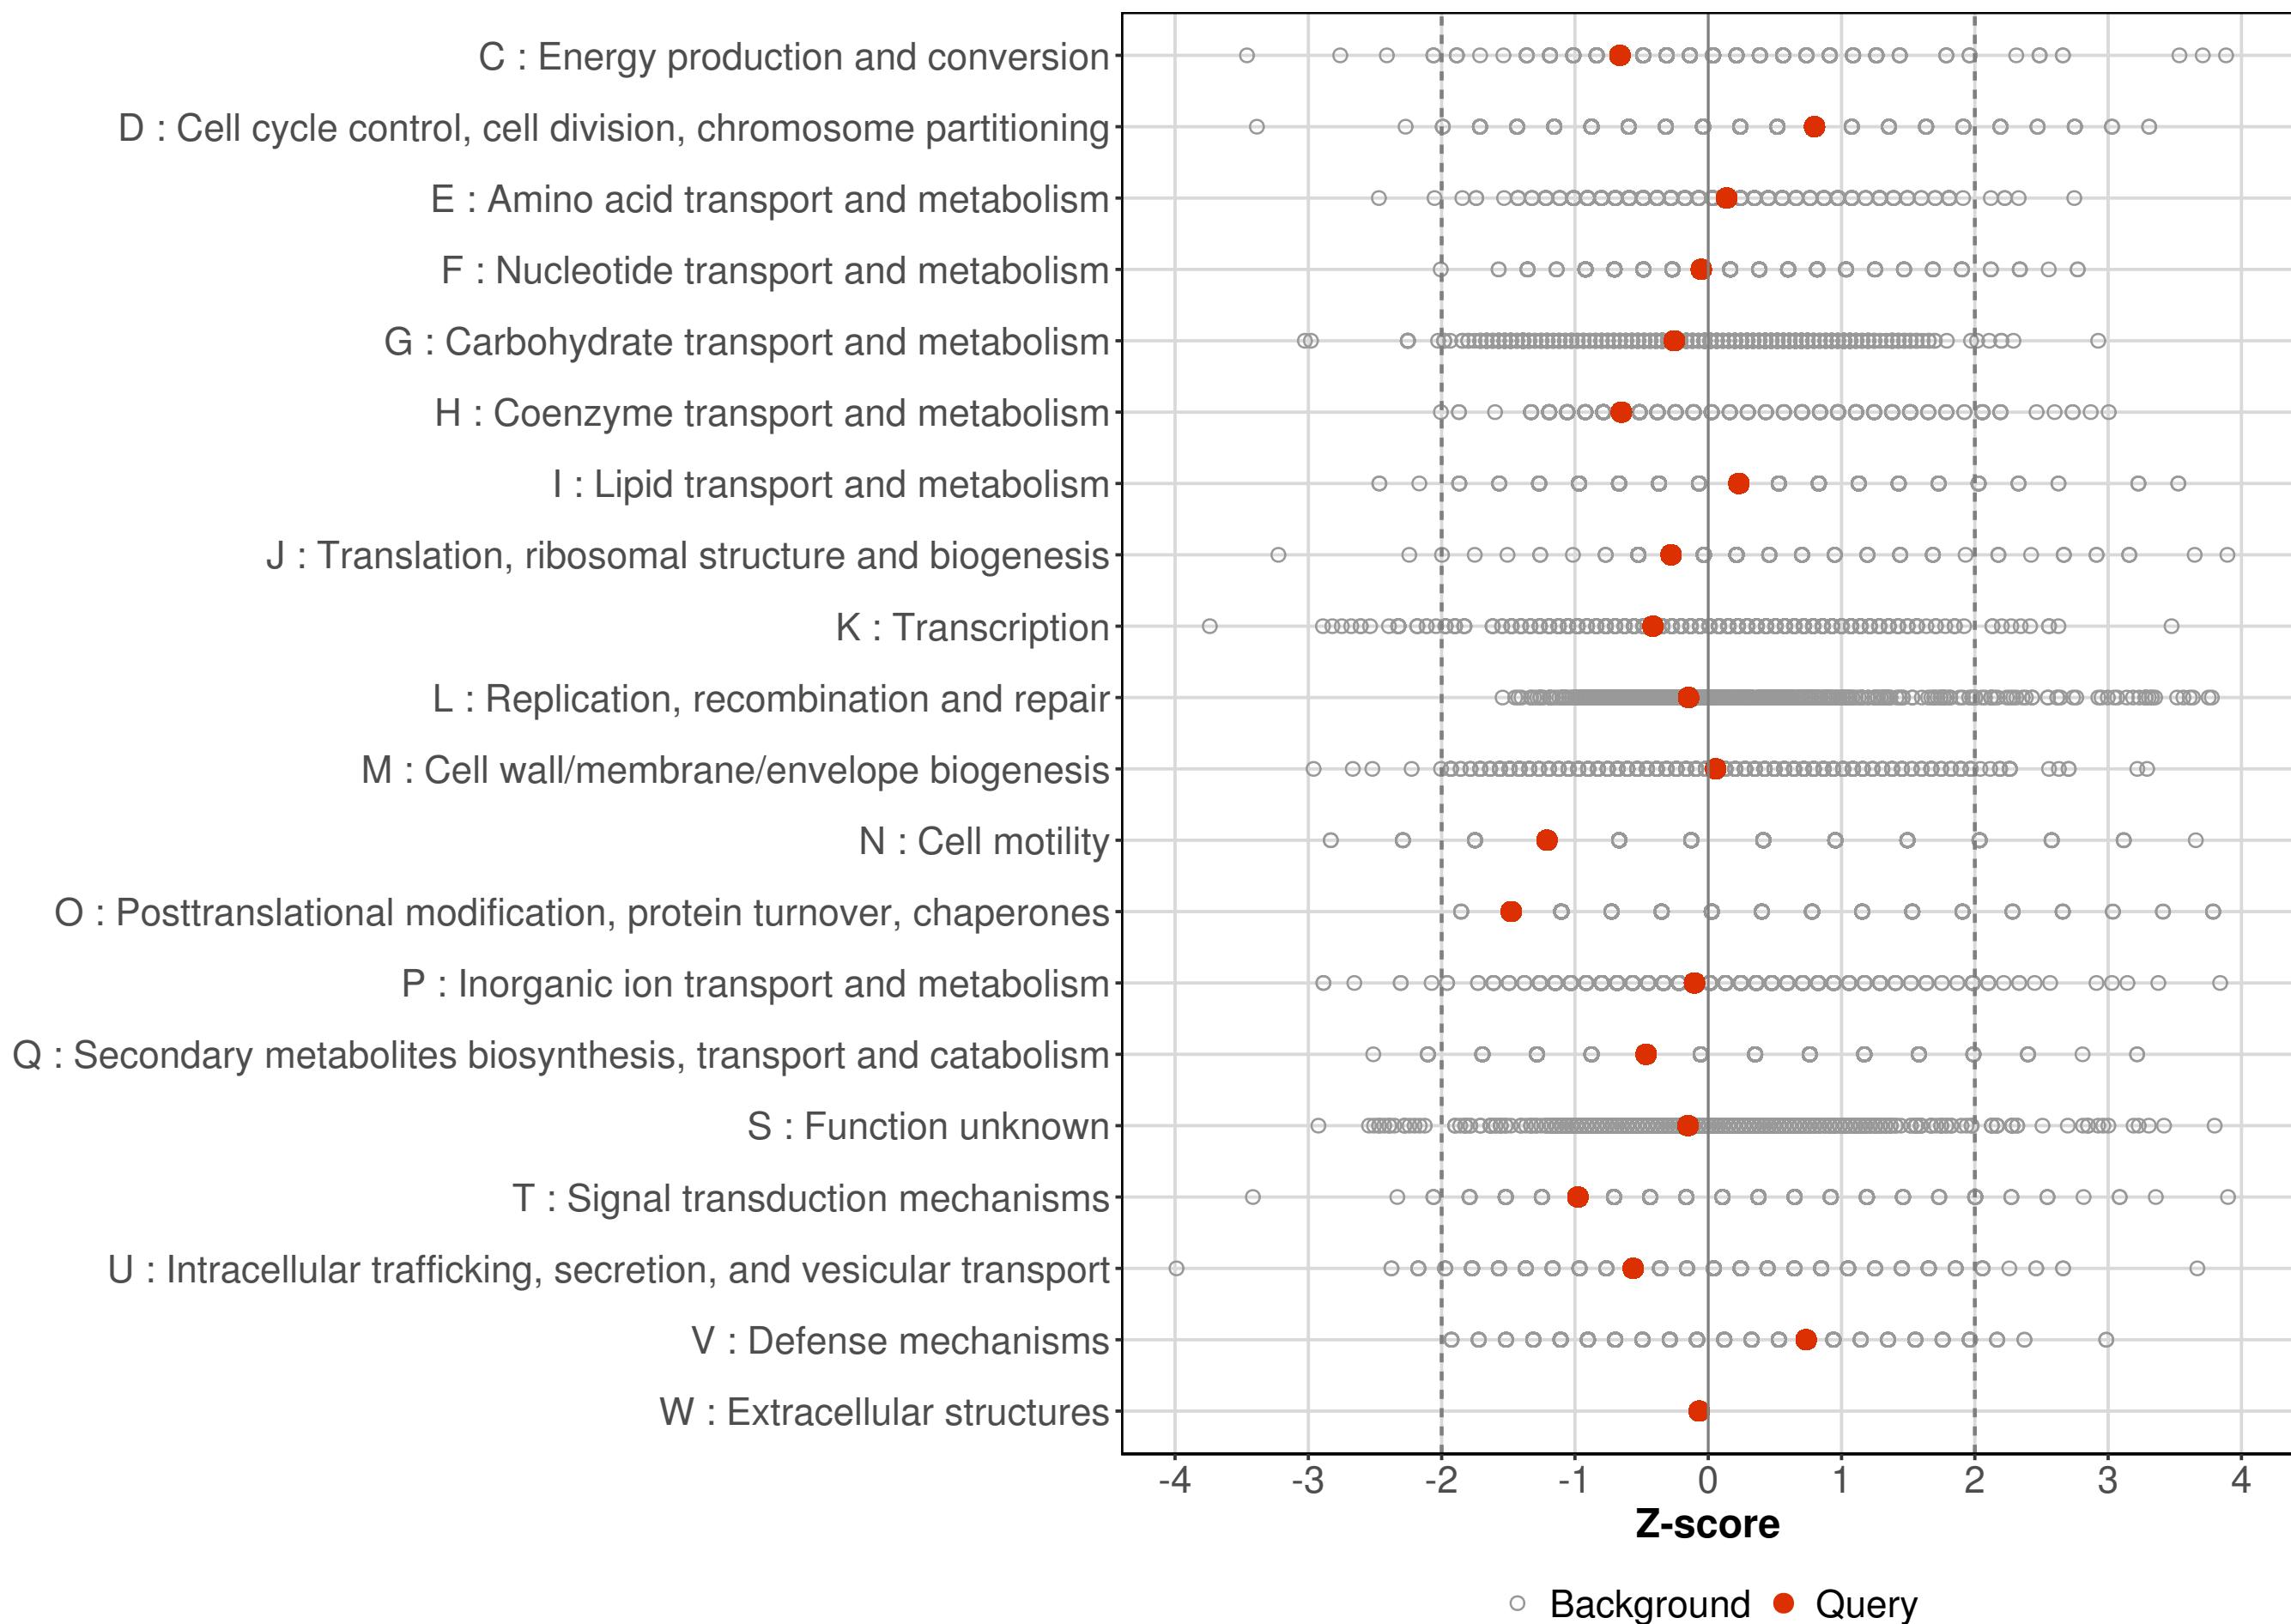 C : Energy production and conversion
D : Cell cycle control, cell division, chromosome partitioning
E : Amino acid transport and metabolism
F : Nucleotide transport and metabolism
G : Carbohydrate transport and metabolism
H : Coenzyme transport and metabolism
I : Lipid transport and metabolism
J : Translation, ribosomal structure and biogenesis
K : Transcription
L : Replication, recombination and repair
M : Cell wall/membrane/envelope biogenesis
N : Cell motility
O : Posttranslational modification, protein turnover, chaperones
P : Inorganic ion transport and metabolism
Q : Secondary metabolites biosynthesis, transport and catabolism
S : Function unknown
T : Signal transduction mechanisms
U : Intracellular trafficking, secretion, and vesicular transport
V : Defense mechanisms
W : Extracellular structures
-4 -3 -2 -1 0 1 2 3 4
Z-score
Background Query